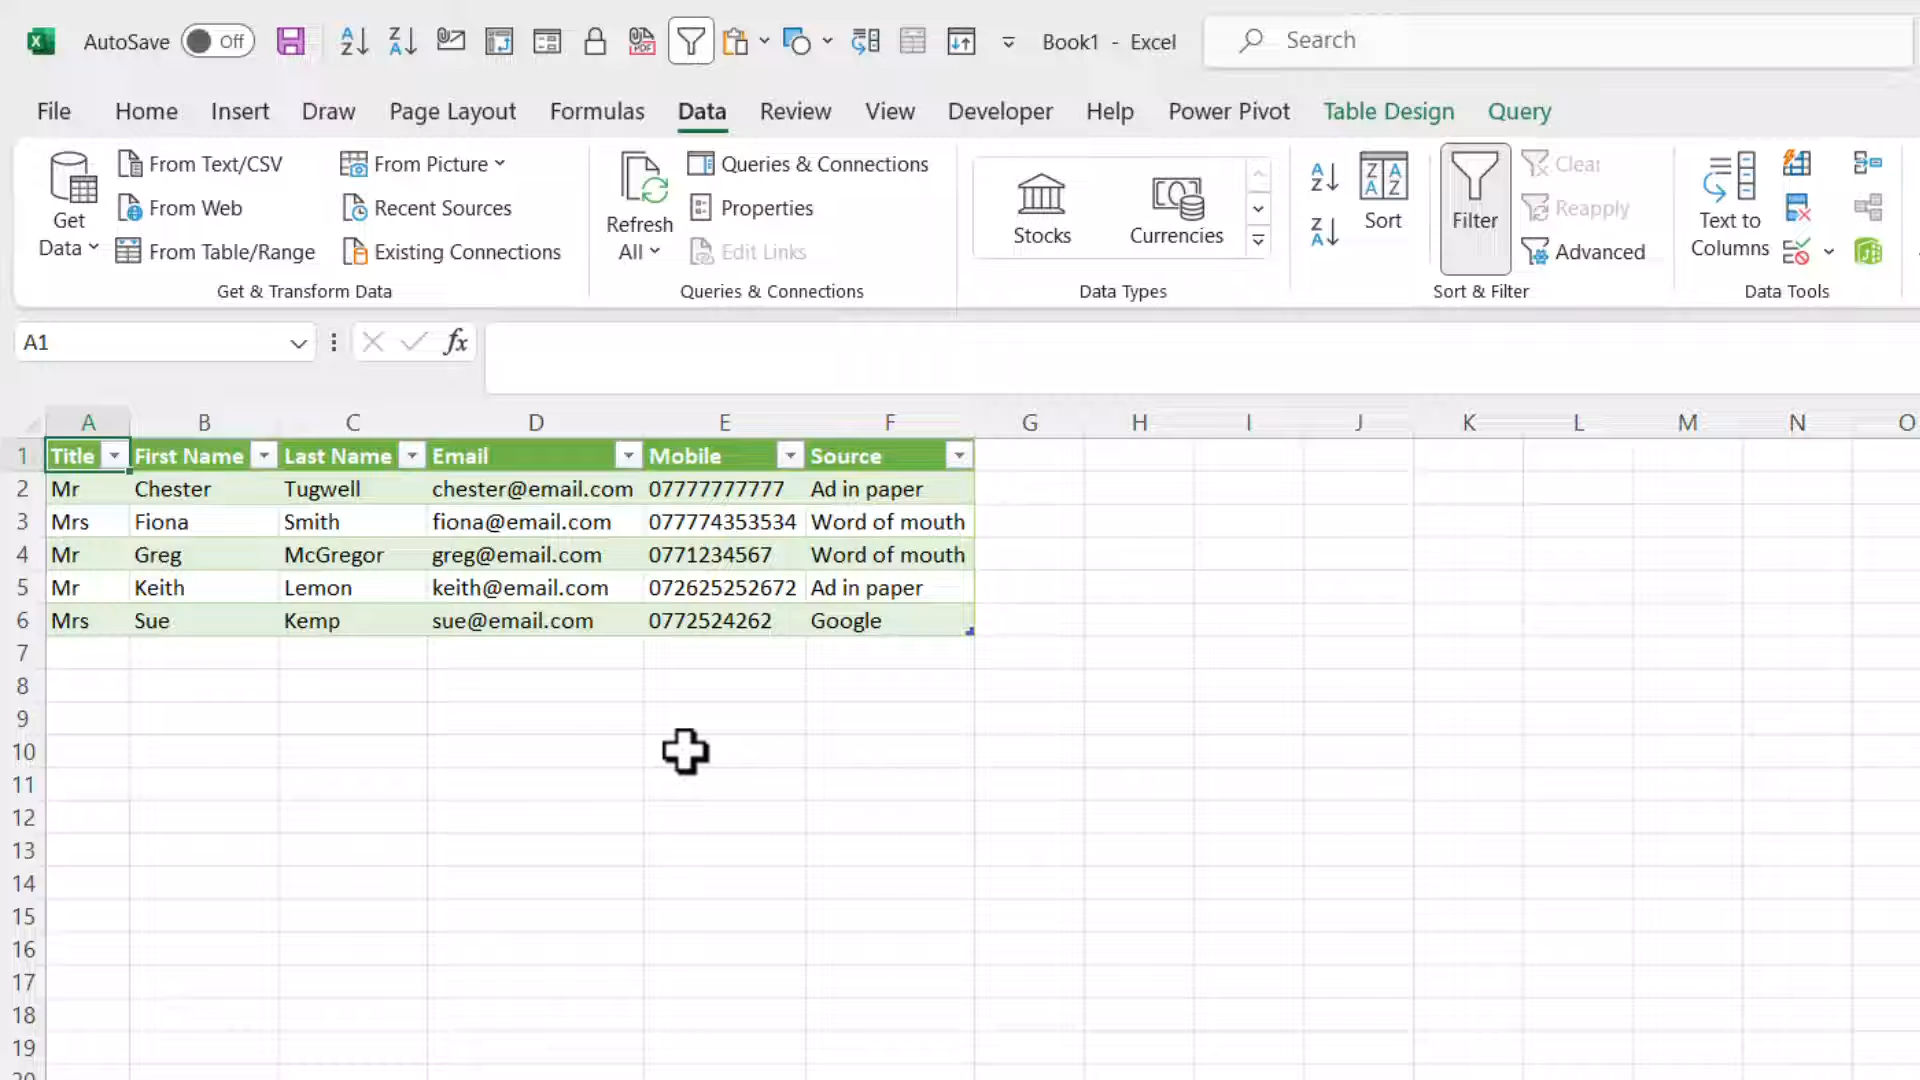 AutoSave Off Book1 - Excel Search
File Home Insert Draw Page Layout Formulas Data Review View Developer Help Power Pivot Table Design Query
Get Data
From Text/CSV
From Web
From Table/Range
From Picture
Recent Sources
Existing Connections
Get & Transform Data
Refresh All
Queries & Connections
Properties
Edit Links
Queries & Connections
Stocks
Currencies
Data Types
Sort
Filter
Clear
Reapply
Advanced
Sort & Filter
Text to Columns
Data Tools
A1 fx
A B C D E F G H I J K L M N O
1 Title First Name Last Name Email Mobile Source
2 Mr Chester Tugwell chester@email.com 07777777777 Ad in paper
3 Mrs Fiona Smith fiona@email.com 077774353534 Word of mouth
4 Mr Greg McGregor greg@email.com 0771234567 Word of mouth
5 Mr Keith Lemon keith@email.com 072625252672 Ad in paper
6 Mrs Sue Kemp sue@email.com 0772524262 Google
7
8
9
10
11
12
13
14
15
16
17
18
19
20